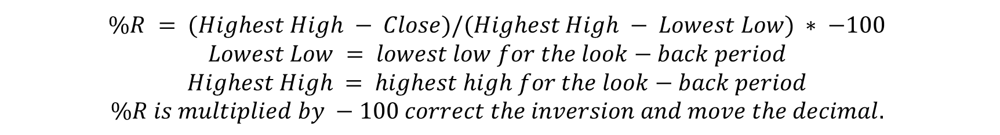 %R = (Highest High − Close)/(Highest High − Lowest Low) ∗ −100
Lowest Low = lowest low for the look − back period
Highest High = highest high for the look − back period
%R is multiplied by − 100 correct the inversion and move the decimal.